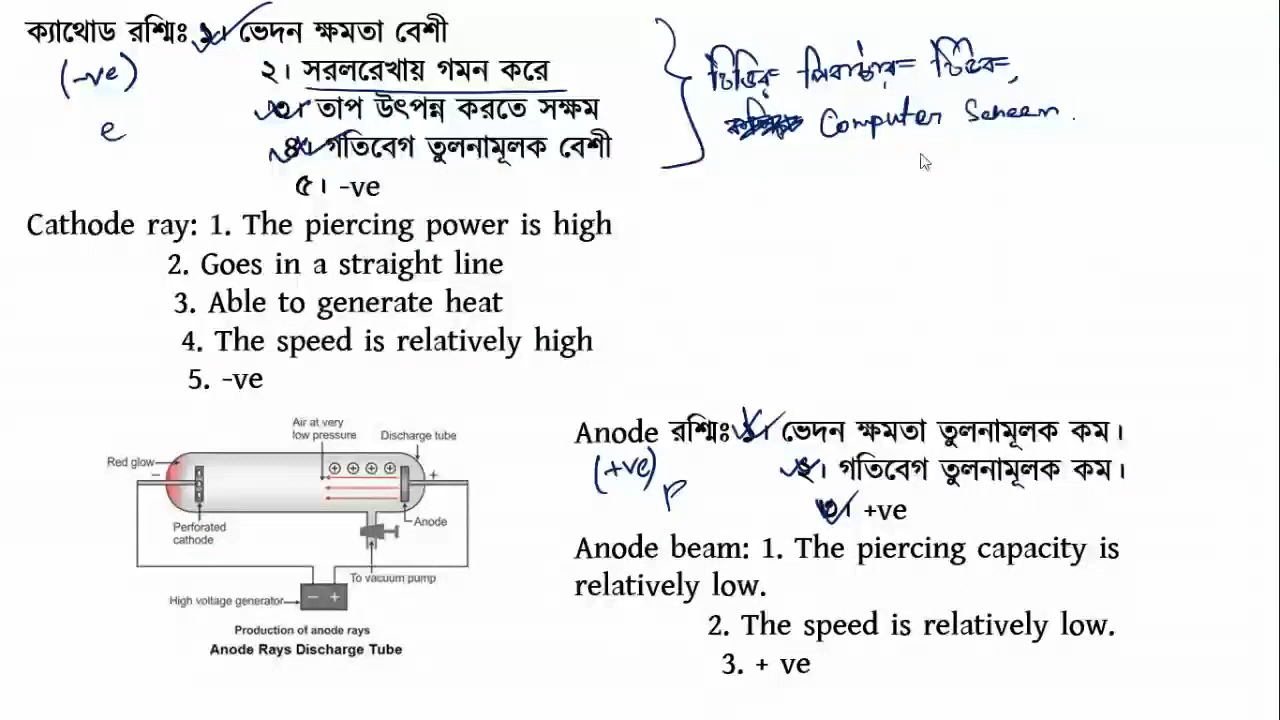 ক্যাথোড রশ্মিঃ ১। ভেদন ক্ষমতা বেশী
(-ve)
২। সরলরেখায় গমন করে
e
৩। তাপ উৎপন্ন করতে সক্ষম
৪। গতিবেগ তুলনামূলক বেশী
৫। -ve
টিউব,
Computer
Cathode ray: 1. The piercing power is high
2. Goes in a straight line
3. Able to generate heat
4. The speed is relatively high
5. -ve
Air at very
low pressure
Discharge tube
Red glow
−
+
Perforated
cathode
Anode
To vacuum pump
High voltage generator
− +
Production of anode rays
Anode Rays Discharge Tube
Anode রশ্মিঃ ১। ভেদন ক্ষমতা তুলনামূলক কম।
(+ve)
P
২। গতিবেগ তুলনামূলক কম।
৩। +ve
Anode beam: 1. The piercing capacity is
relatively low.
2. The speed is relatively low.
3. + ve